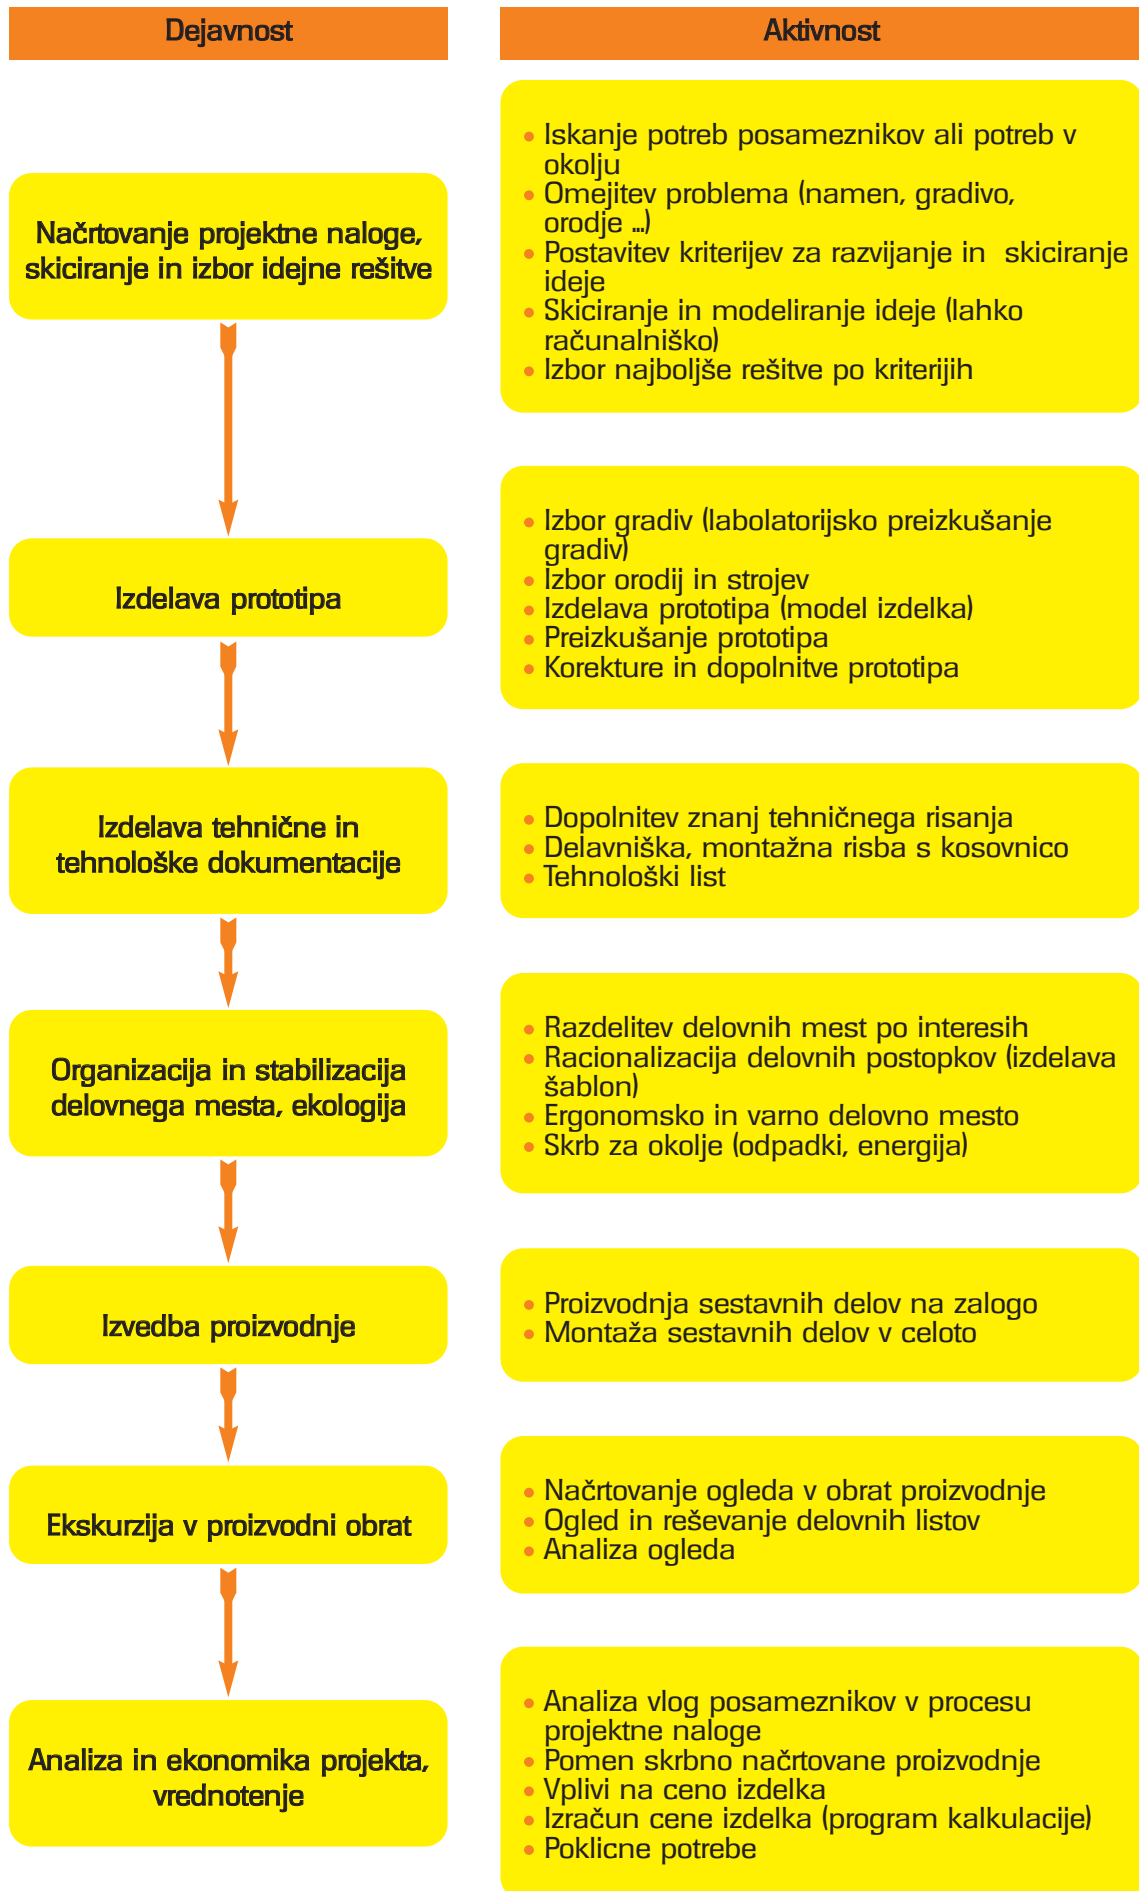 Dejavnost
Aktivnost
Načrtovanje projektne naloge,
skiciranje in izbor idejne rešitve
• Iskanje potreb posameznikov ali potreb v
okolju
• Omejitev problema (namen, gradivo,
orodje ...)
• Postavitev kriterijev za razvijanje in skiciranje
ideje
• Skiciranje in modeliranje ideje (lahko
računalniško)
• Izbor najboljše rešitve po kriterijih
Izdelava prototipa
• Izbor gradiv (labolatorijsko preizkušanje
gradiv)
• Izbor orodij in strojev
• Izdelava prototipa (model izdelka)
• Preizkušanje prototipa
• Korekture in dopolnitve prototipa
Izdelava tehnične in
tehnološke dokumentacije
• Dopolnitev znanj tehničnega risanja
• Delavniška, montažna risba s kosovnico
• Tehnološki list
Organizacija in stabilizacija
delovnega mesta, ekologija
• Razdelitev delovnih mest po interesih
• Racionalizacija delovnih postopkov (izdelava
šablon)
• Ergonomsko in varno delovno mesto
• Skrb za okolje (odpadki, energija)
Izvedba proizvodnje
• Proizvodnja sestavnih delov na zalogo
• Montaža sestavnih delov v celoto
Ekskurzija v proizvodni obrat
• Načrtovanje ogleda v obrat proizvodnje
• Ogled in reševanje delovnih listov
• Analiza ogleda
Analiza in ekonomika projekta,
vrednotenje
• Analiza vlog posameznikov v procesu
projektne naloge
• Pomen skrbno načrtovane proizvodnje
• Vplivi na ceno izdelka
• Izračun cene izdelka (program kalkulacije)
• Poklicne potrebe